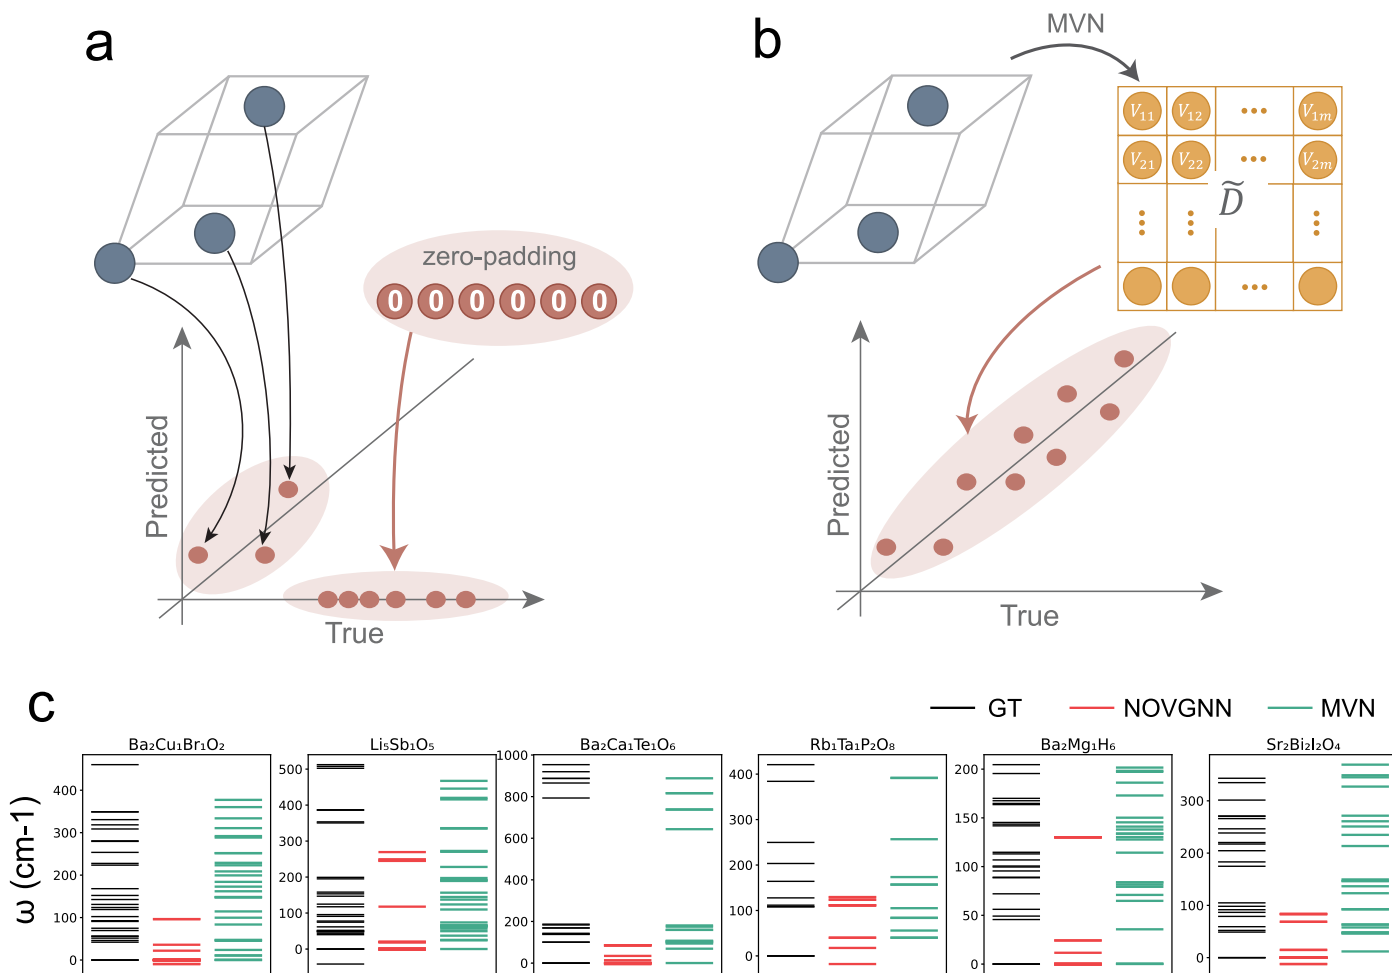 a
b
MVN
V₁₁ V₁₂ ••• V₁ₘ
V₂₁ V₂₂ ••• V₂ₘ
D̃
zero-padding
0 0 0 0 0 0
Predicted
True
Predicted
True
c
GT NOVGNN MVN
ω (cm-1)
Ba₂Cu₁Br₁O₂
400
300
200
100
0
Li₅Sb₁O₅
500
400
300
200
100
0
Ba₂Ca₁Te₁O₆
1000
800
600
400
200
0
Rb₁Ta₁P₂O₈
400
300
200
100
0
Ba₂Mg₁H₆
200
150
100
50
0
Sr₂Bi₂I₂O₄
300
200
100
0